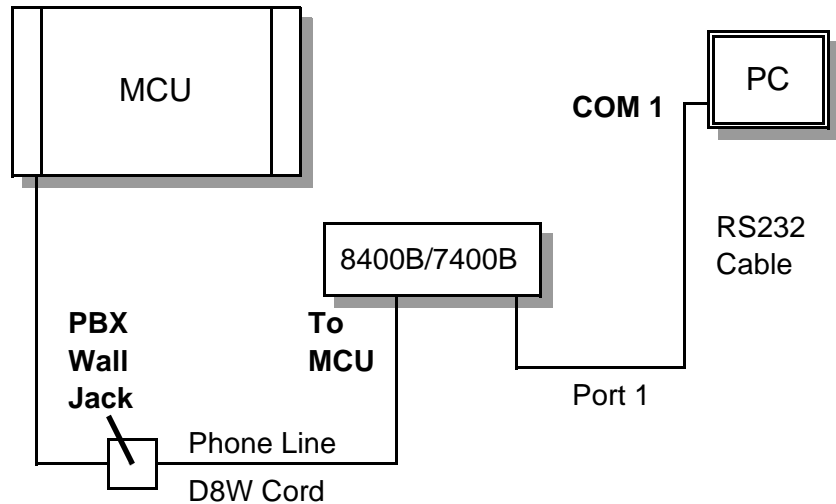 MCU
PC
COM 1
RS232
Cable
8400B/7400B
PBX
Wall
Jack
To
MCU
Port 1
Phone Line
D8W Cord